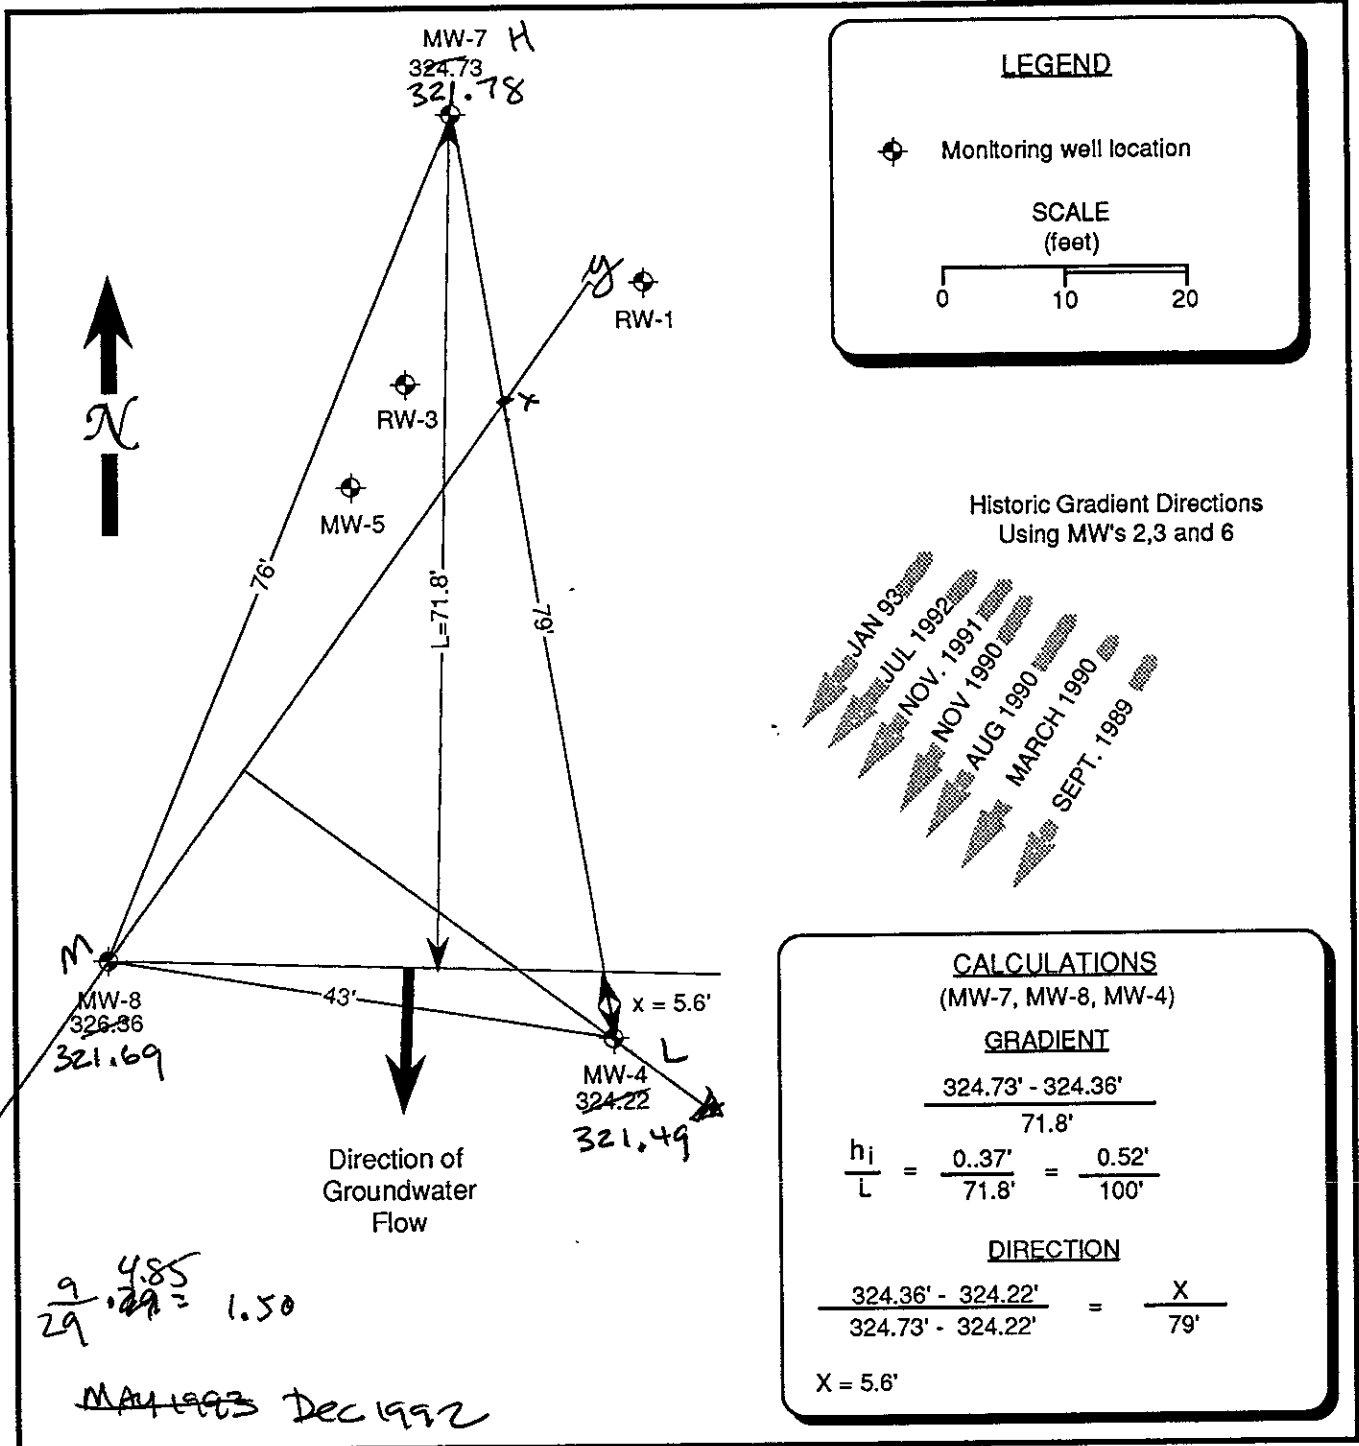 MW-7 H
324.73
321.78
LEGEND
Monitoring well location
SCALE
(feet)
0 10 20
y
RW-1
RW-3
x
N
MW-5
Historic Gradient Directions
Using MW's 2,3 and 6
76'
L=71.8'
79'
JAN 93
JUL 1992
NOV. 1991
NOV 1990
AUG 1990
MARCH 1990
SEPT. 1989
M
MW-8
326.36
321.69
43'
x = 5.6'
L
MW-4
324.22
321.49
Direction of
Groundwater
Flow
CALCULATIONS
(MW-7, MW-8, MW-4)
GRADIENT
324.73' - 324.36'
71.8'
hi = 0..37' = 0.52'
L 71.8' 100'
DIRECTION
324.36' - 324.22' = X
324.73' - 324.22' 79'
X = 5.6'
4.85
9
29 . = 1.50
MAY 1993 Dec 1992